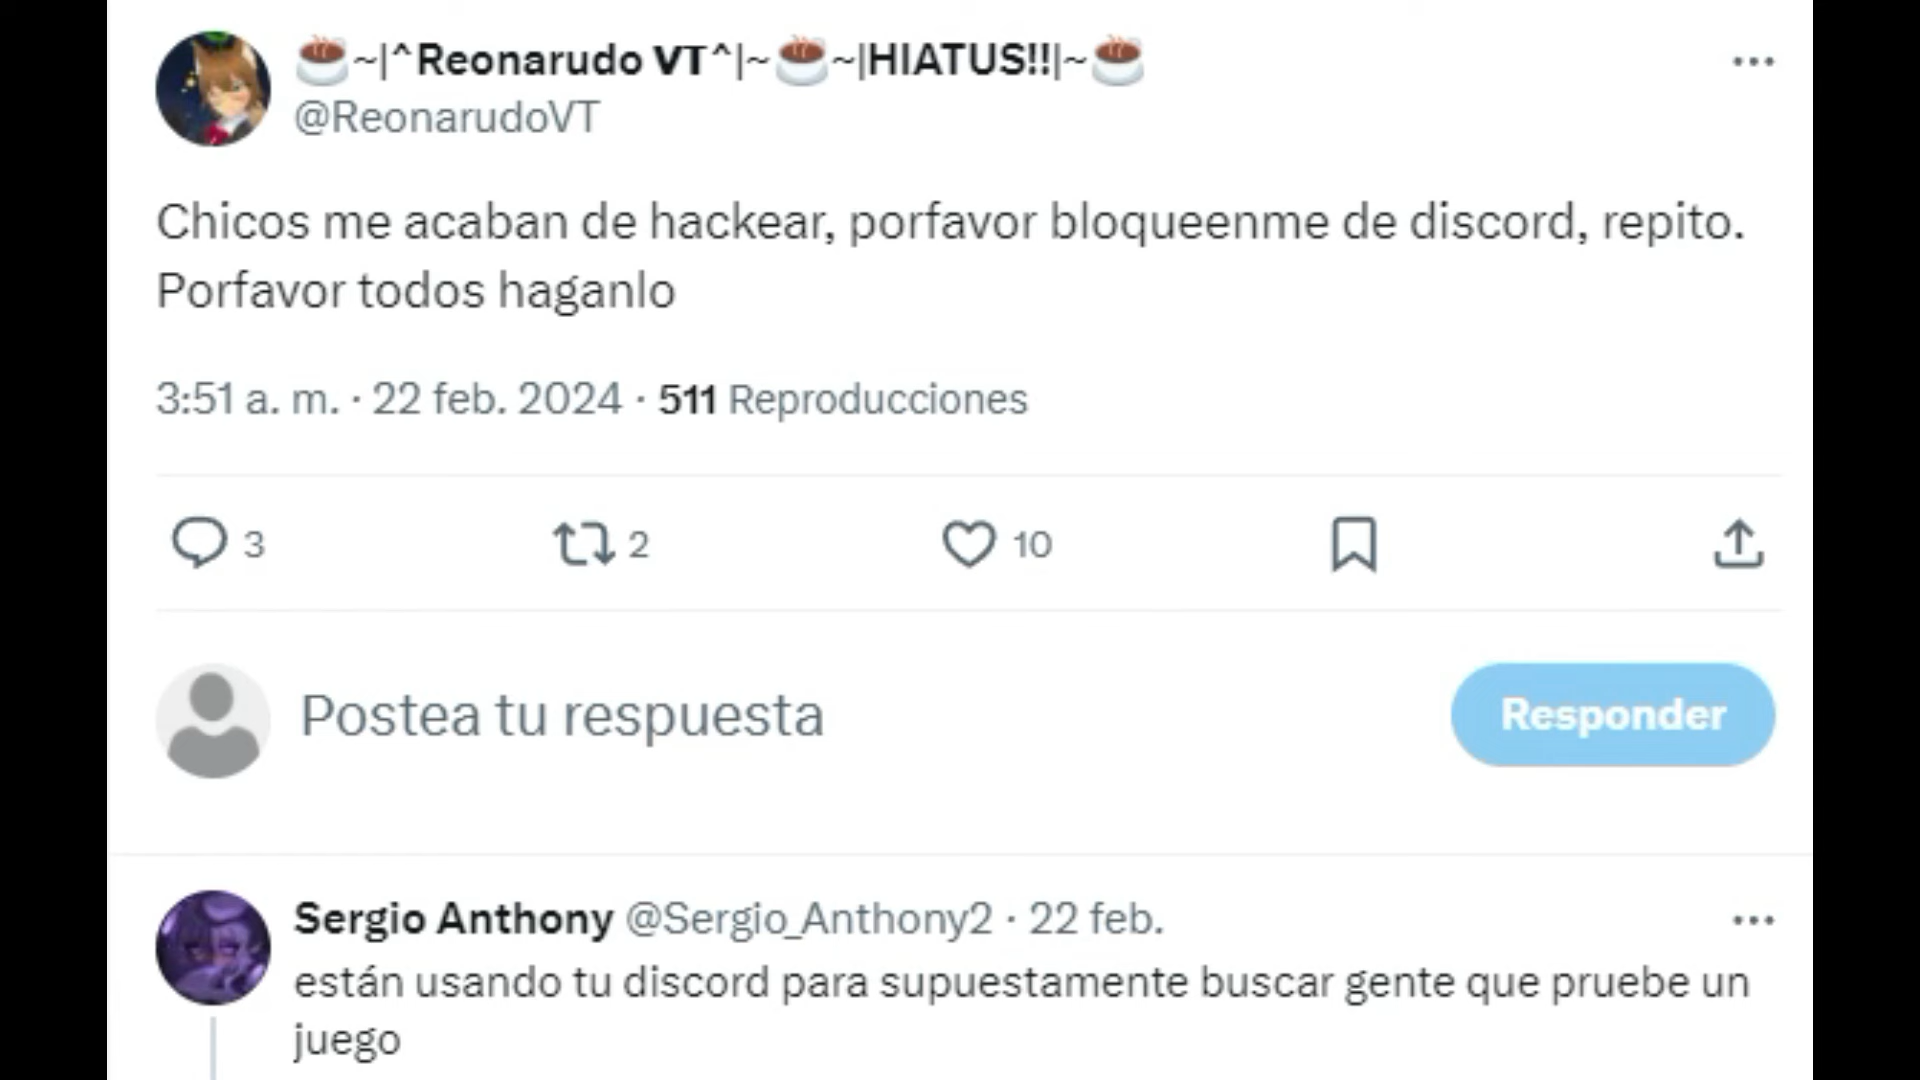 ☕~|^Reonarudo VT^|~☕~|HIATUS!!|~☕
@ReonarudoVT
Chicos me acaban de hackear, porfavor bloqueenme de discord, repito.
Porfavor todos haganlo
3:51 a. m. · 22 feb. 2024 · 511 Reproducciones
3 2 10
Postea tu respuesta
Responder
Sergio Anthony @Sergio_Anthony2 · 22 feb.
están usando tu discord para supuestamente buscar gente que pruebe un
juego